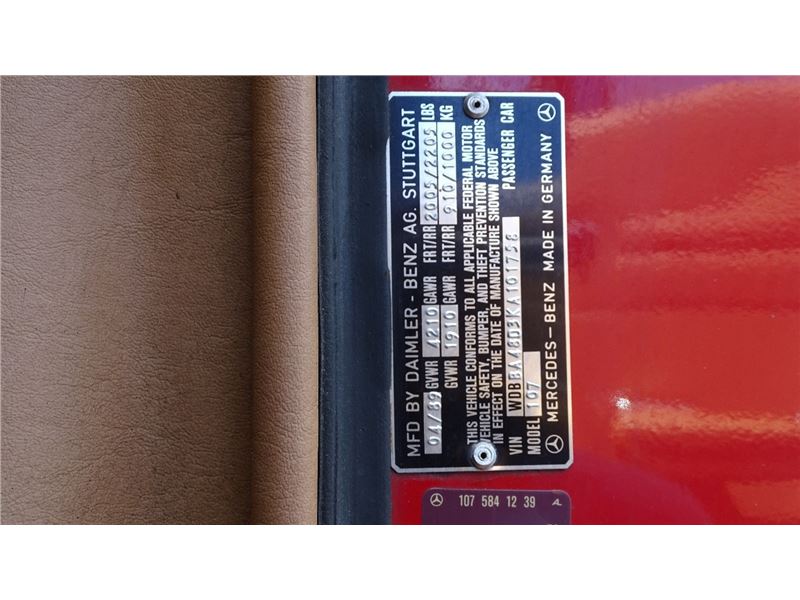 MFD BY DAIMLER - BENZ AG. STUTTGART
04/89 GVWR 4210 GAWR FRT/RR 2005/2205 LBS
GVWR 1910 GAWR FRT/RR 910/1000 KG
THIS VEHICLE CONFORMS TO ALL APPLICABLE FEDERAL MOTOR
VEHICLE SAFETY, BUMPER, AND THEFT PREVENTION STANDARDS
IN EFFECT ON THE DATE OF MANUFACTURE SHOWN ABOVE
VIN WDBBA48D3KA101758 PASSENGER CAR
MODEL 107
MERCEDES-BENZ MADE IN GERMANY
107 584 12 39 A